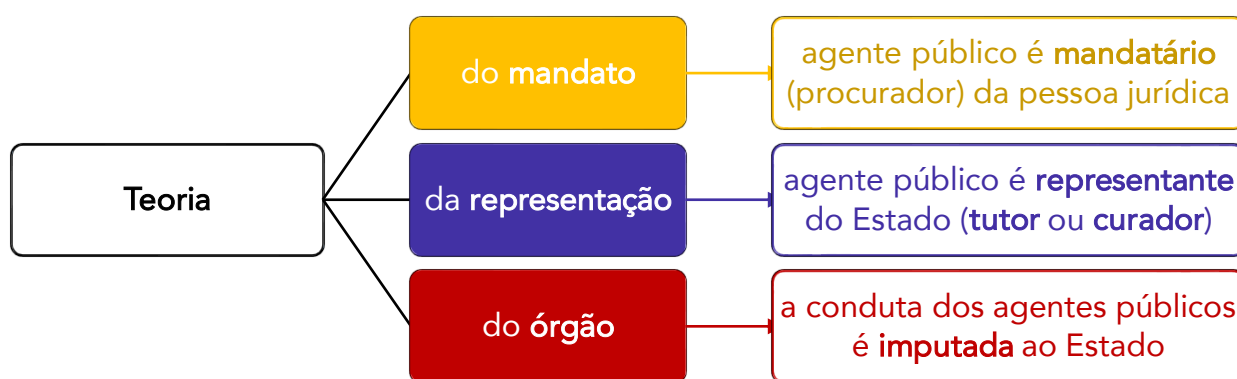 Teoria
do mandato
agente público é mandatário
(procurador) da pessoa jurídica
da representação
agente público é representante
do Estado (tutor ou curador)
do órgão
a conduta dos agentes públicos
é imputada ao Estado